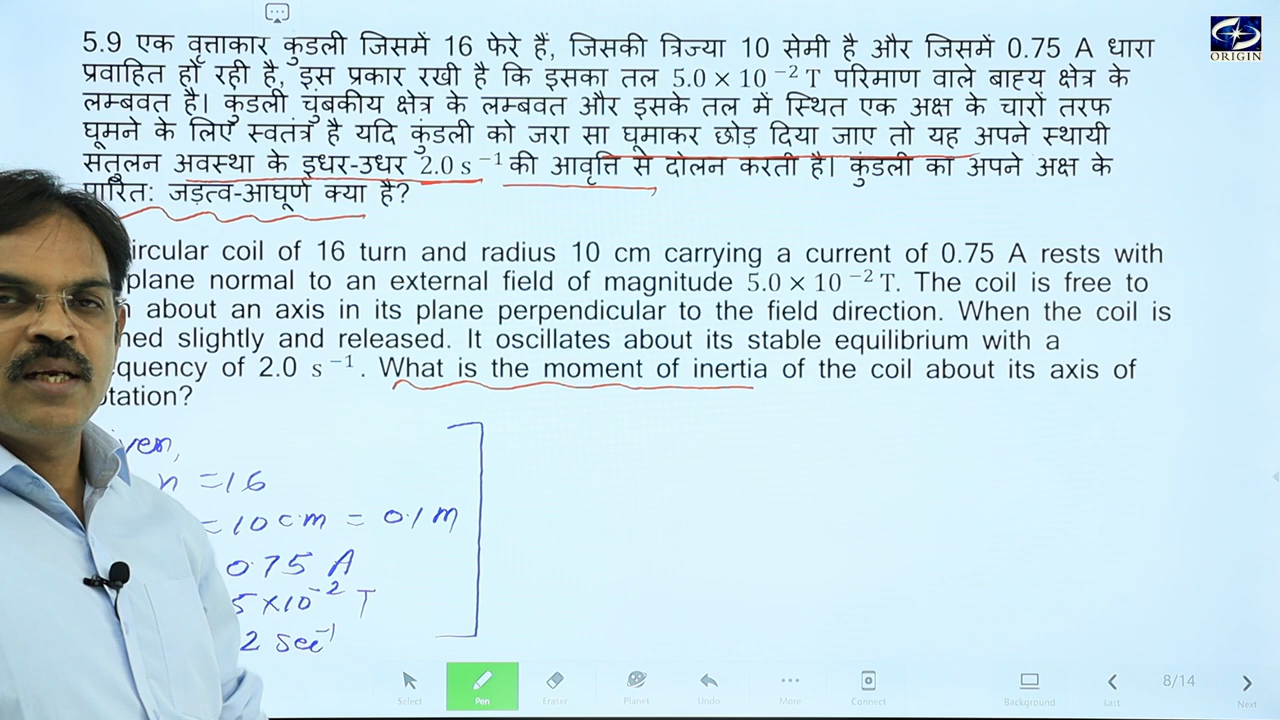 5.9 एक वृत्ताकार कुंडली जिसमें 16 फेरे हैं, जिसकी त्रिज्या 10 सेमी है और जिसमें 0.75 A धारा
प्रवाहित हो रही है, इस प्रकार रखी है कि इसका तल 5.0 × 10 ⁻² T परिमाण वाले बाह्य क्षेत्र के
लम्बवत है। कुंडली चुंबकीय क्षेत्र के लम्बवत और इसके तल में स्थित एक अक्ष के चारों तरफ
घूमने के लिए स्वतंत्र है यदि कुंडली को जरा सा घूमाकर छोड़ दिया जाए तो यह अपने स्थायी
संतुलन अवस्था के इधर-उधर 2.0 s ⁻¹ की आवृत्ति से दोलन करती है। कुंडली का अपने अक्ष के
जड़त्व-आघूर्ण क्या है?
ORIGIN
coil of 16 turn and radius 10 cm carrying a current of 0.75 A rests with
plane normal to an external field of magnitude 5.0 × 10 ⁻² T. The coil is free to
about an axis in its plane perpendicular to the field direction. When the coil is
slightly and released. It oscillates about its stable equilibrium with a
of 2.0 s ⁻¹. What is the moment of inertia of the coil about its axis of
n = 16
= 10 cm = 0.1 m
0.75 A
5×10⁻² T
2 sec⁻¹
Select Pen Eraser Planet Undo More Connect Background Last 8/14 Next